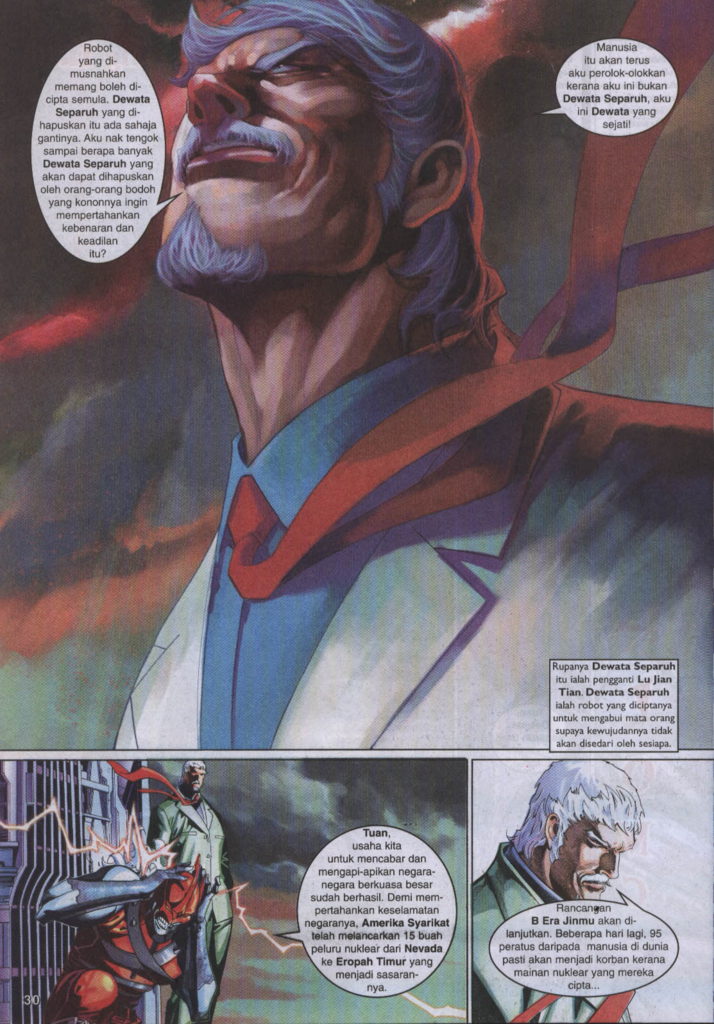 Robot
yang di-
musnahkan
memang boleh di-
cipta semula. Dewata
Separuh yang di-
hapuskan itu ada sahaja
gantinya. Aku nak tengok
sampai berapa banyak
Dewata Separuh yang
akan dapat dihapuskan
oleh orang-orang bodoh
yang kononnya ingin
mempertahankan
kebenaran dan
keadilan
itu?
Manusia
itu akan terus
aku perolok-olokkan
kerana aku ini bukan
Dewata Separuh, aku
ini Dewata yang
sejati!
Rupanya Dewata Separuh
itu ialah pengganti Lu Jian
Tian. Dewata Separuh
ialah robot yang diciptanya
untuk mengabui mata orang
supaya kewujudannya tidak
akan disedari oleh sesiapa.
Tuan,
usaha kita
untuk mencabar dan
mengapi-apikan negara-
negara berkuasa besar
sudah berhasil. Demi mem-
pertahankan keselamatan
negaranya, Amerika Syarikat
telah melancarkan 15 buah
peluru nuklear dari Nevada
ke Eropah Timur yang
menjadi sasaran-
nya.
Rancangan
B Era Jinmu akan di-
lanjutkan. Beberapa hari lagi, 95
peratus daripada manusia di dunia
pasti akan menjadi korban kerana
mainan nuklear yang mereka
cipta...
30